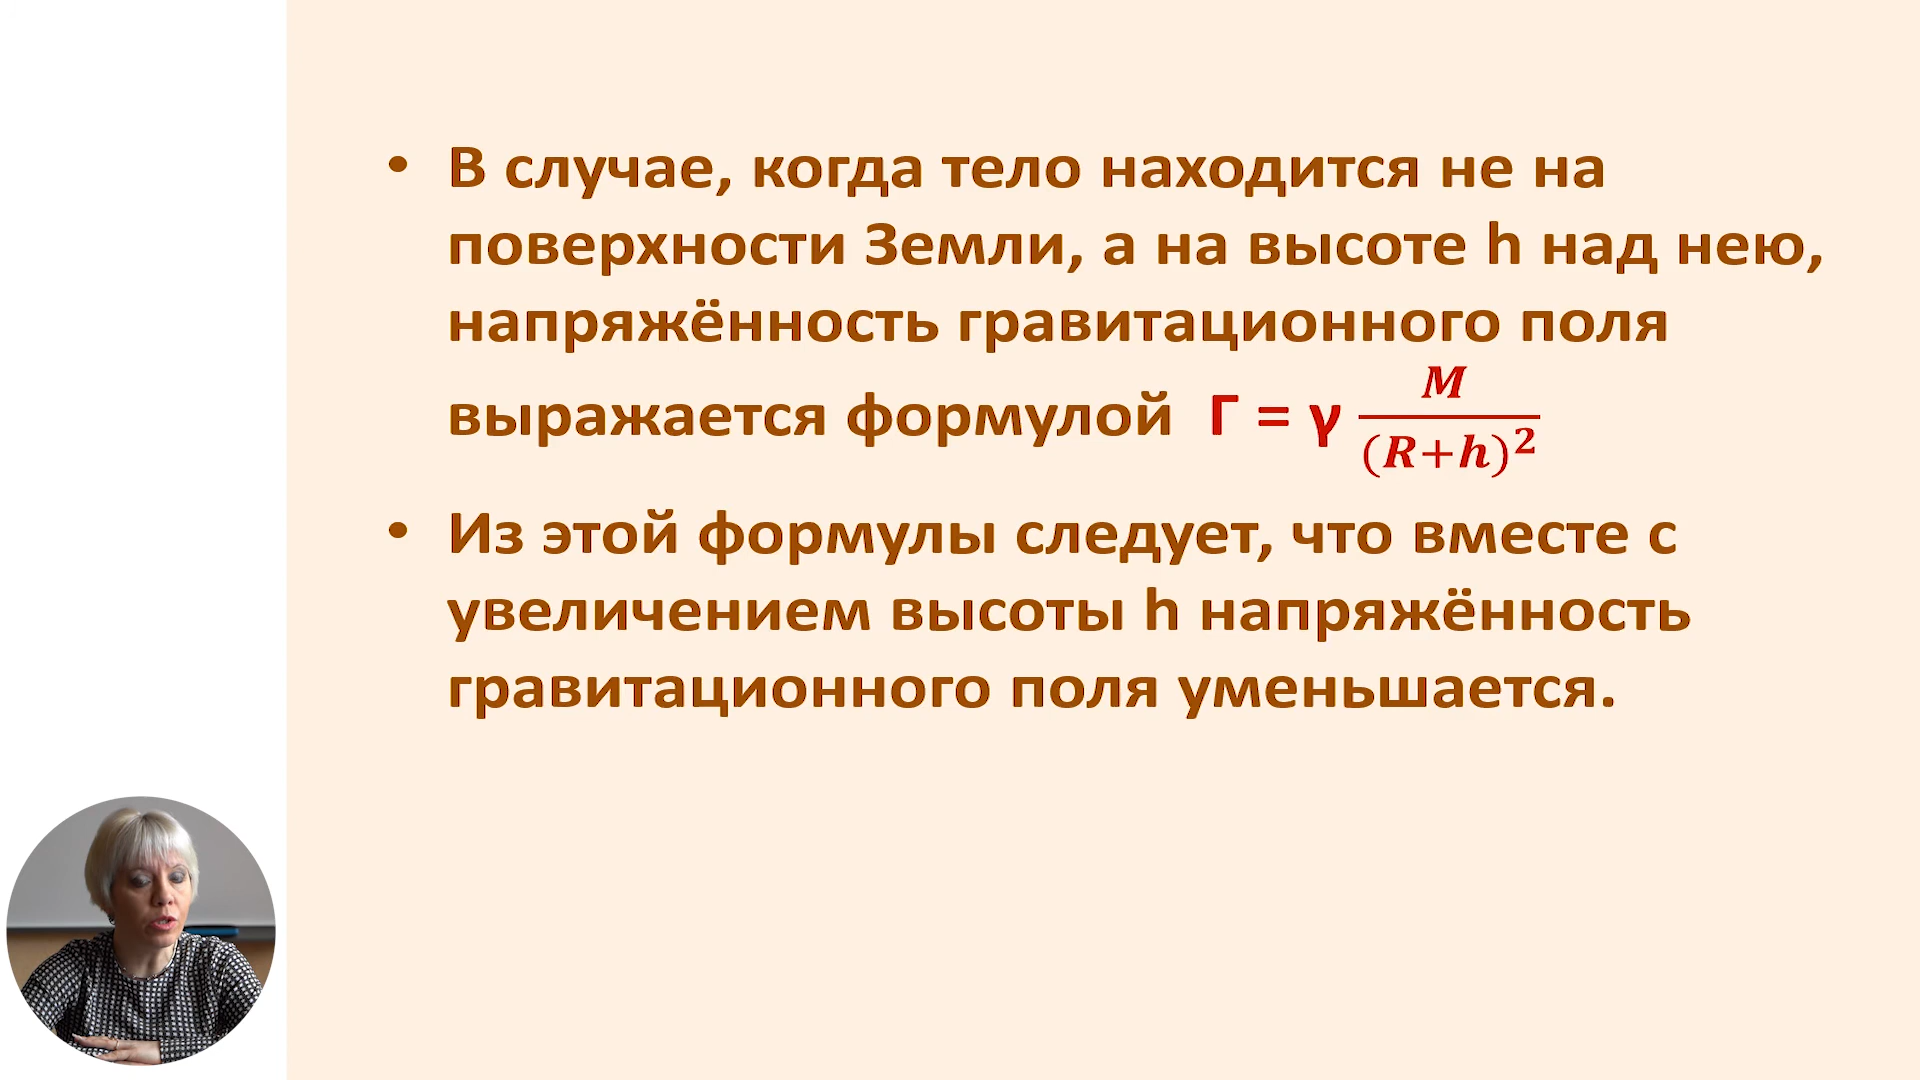 • В случае, когда тело находится не на
поверхности Земли, а на высоте h над нею,
напряжённость гравитационного поля
выражается формулой Г = γ M/(R+h)²
• Из этой формулы следует, что вместе с
увеличением высоты h напряжённость
гравитационного поля уменьшается.